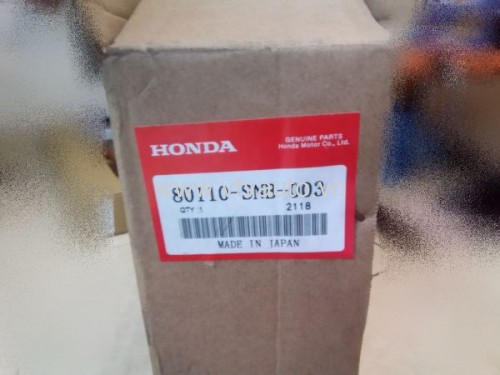 HONDA
GENUINE PARTS
Honda Motor Co., Ltd.
80110-SNB-003
QTY 1
2118
MADE IN JAPAN